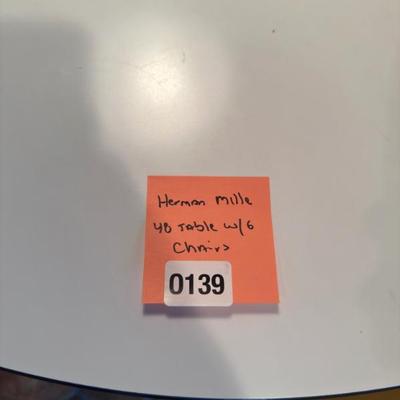 Herman Mille
48 Table w/6
Chairs
0139